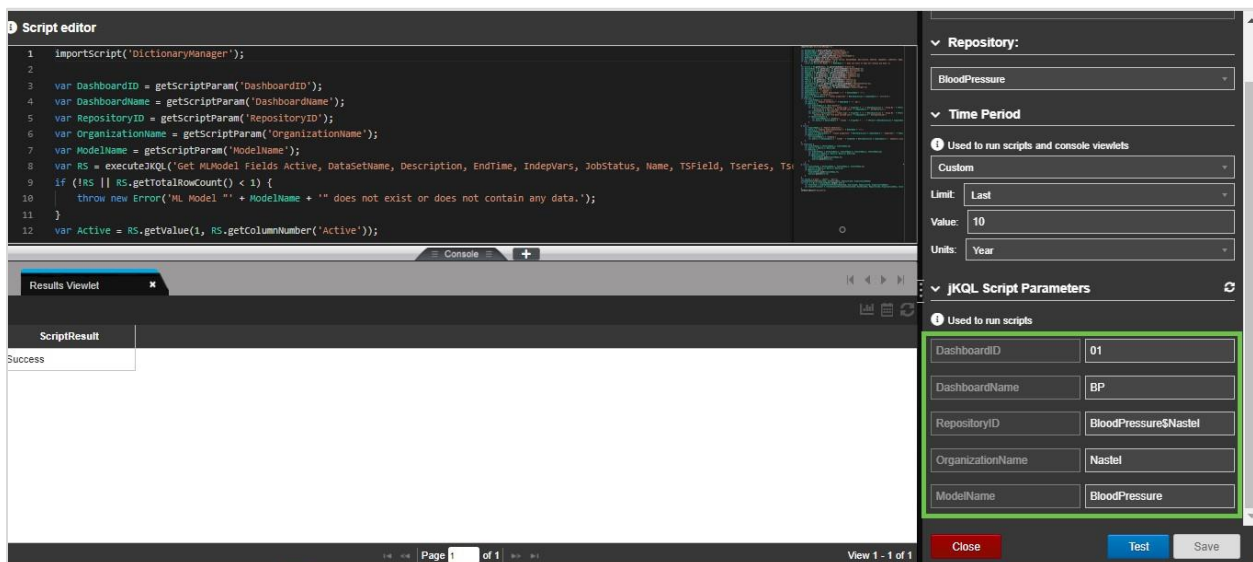 Script editor
1 importScript('DictionaryManager');
2
3 var DashboardID = getScriptParam('DashboardID');
4 var DashboardName = getScriptParam('DashboardName');
5 var RepositoryID = getScriptParam('RepositoryID');
6 var OrganizationName = getScriptParam('OrganizationName');
7 var ModelName = getScriptParam('ModelName');
8 var RS = executeJKQL('Get MLModel Fields Active, DataSetName, Description, EndTime, IndepVars, JobStatus, Name, TSField, Tseries,
9 if (!RS || RS.getTotalRowCount() < 1) {
10 throw new Error('ML Model "' + ModelName + '" does not exist or does not contain any data.');
11 }
12 var Active = RS.getValue(1, RS.getColumnNumber('Active'));
Console +
Results Viewlet
ScriptResult
Success
Page 1 of 1
View 1 - 1 of 1
Repository:
BloodPressure
Time Period
Used to run scripts and console viewlets
Custom
Limit: Last
Value: 10
Units: Year
jKQL Script Parameters
Used to run scripts
DashboardID 01
DashboardName BP
RepositoryID BloodPressure$Nastel
OrganizationName Nastel
ModelName BloodPressure
Close Test Save